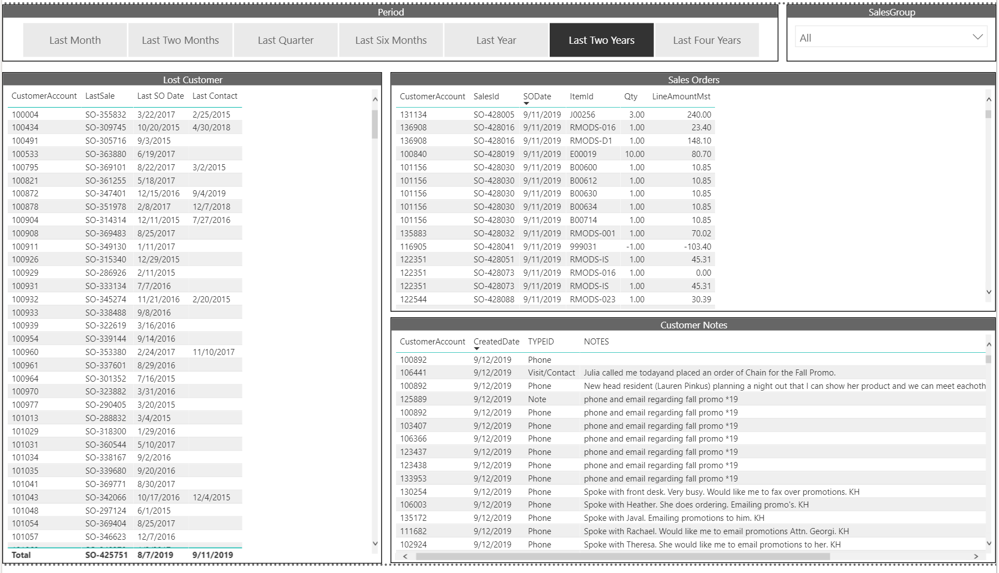 Period
Last Month Last Two Months Last Quarter Last Six Months Last Year Last Two Years Last Four Years
SalesGroup
All
Lost Customer
CustomerAccount LastSale Last SO Date Last Contact
100004 SO-355832 3/22/2017 2/25/2015
100434 SO-309745 10/20/2015 4/30/2018
100491 SO-305716 9/3/2015
100533 SO-363880 6/19/2017
100795 SO-369101 8/22/2017 3/2/2015
100821 SO-361255 5/18/2017
100872 SO-347401 12/15/2016 9/4/2019
100878 SO-351978 2/8/2017 12/7/2018
100904 SO-314314 12/11/2015 7/27/2016
100908 SO-369483 8/25/2017
100911 SO-349130 1/11/2017
100926 SO-315340 12/29/2015
100929 SO-286926 2/11/2015
100931 SO-333134 7/7/2016
100932 SO-345274 11/21/2016 2/20/2015
100933 SO-338488 9/8/2016
100939 SO-322619 3/16/2016
100954 SO-339144 9/14/2016
100960 SO-353380 2/24/2017 11/10/2017
100961 SO-337601 8/29/2016
100964 SO-301352 7/16/2015
100970 SO-323882 3/31/2016
100977 SO-290405 3/20/2015
101013 SO-288832 3/4/2015
101029 SO-318300 1/29/2016
101031 SO-360544 5/10/2017
101034 SO-338167 9/2/2016
101035 SO-339680 9/20/2016
101041 SO-369771 8/30/2017
101043 SO-342066 10/17/2016 12/4/2015
101048 SO-297124 6/1/2015
101054 SO-369404 8/25/2017
101057 SO-346623 12/7/2016
Total SO-425751 8/7/2019 9/11/2019
Sales Orders
CustomerAccount SalesId SODate ItemId Qty LineAmountMst
131134 SO-428005 9/11/2019 J00256 3.00 240.00
136908 SO-428016 9/11/2019 RMODS-016 1.00 23.40
136908 SO-428016 9/11/2019 RMODS-D1 1.00 148.10
100840 SO-428019 9/11/2019 E00019 10.00 80.70
101156 SO-428030 9/11/2019 B00600 1.00 10.85
101156 SO-428030 9/11/2019 B00612 1.00 10.85
101156 SO-428030 9/11/2019 B00630 1.00 10.85
101156 SO-428030 9/11/2019 B00634 1.00 10.85
101156 SO-428030 9/11/2019 B00714 1.00 10.85
135883 SO-428032 9/11/2019 RMODS-001 1.00 70.02
116905 SO-428041 9/11/2019 999031 -1.00 -103.40
122351 SO-428051 9/11/2019 RMODS-IS 1.00 45.31
122351 SO-428073 9/11/2019 RMODS-016 1.00 0.00
122351 SO-428073 9/11/2019 RMODS-IS 1.00 45.31
122544 SO-428088 9/11/2019 RMODS-023 1.00 30.39
Customer Notes
CustomerAccount CreatedDate TYPEID NOTES
100892 9/12/2019 Phone
106441 9/12/2019 Visit/Contact Julia called me todayand placed an order of Chain for the Fall Promo.
100892 9/12/2019 Phone New head resident (Lauren Pinkus) planning a night out that I can show her product and we can meet eachoth
125889 9/12/2019 Note phone and email regarding fall promo *19
100892 9/12/2019 Phone phone and email regarding fall promo *19
103407 9/12/2019 Phone phone and email regarding fall promo *19
106366 9/12/2019 Phone phone and email regarding fall promo *19
123437 9/12/2019 Phone phone and email regarding fall promo *19
123438 9/12/2019 Phone phone and email regarding fall promo *19
133953 9/12/2019 Phone phone and email regarding fall promo *19
130254 9/12/2019 Phone Spoke with front desk. Very busy. Would like me to fax over promotions. KH
106003 9/12/2019 Phone Spoke with Heather. She does ordering. Emailing promo's. KH
135172 9/12/2019 Phone Spoke with Javal. Emailing promotions to him. KH
111682 9/12/2019 Phone Spoke with Rachael. Would like me to email promotions Attn. Georgi. KH
102924 9/12/2019 Phone Spoke with Theresa. She would like me to email promotions to her. KH